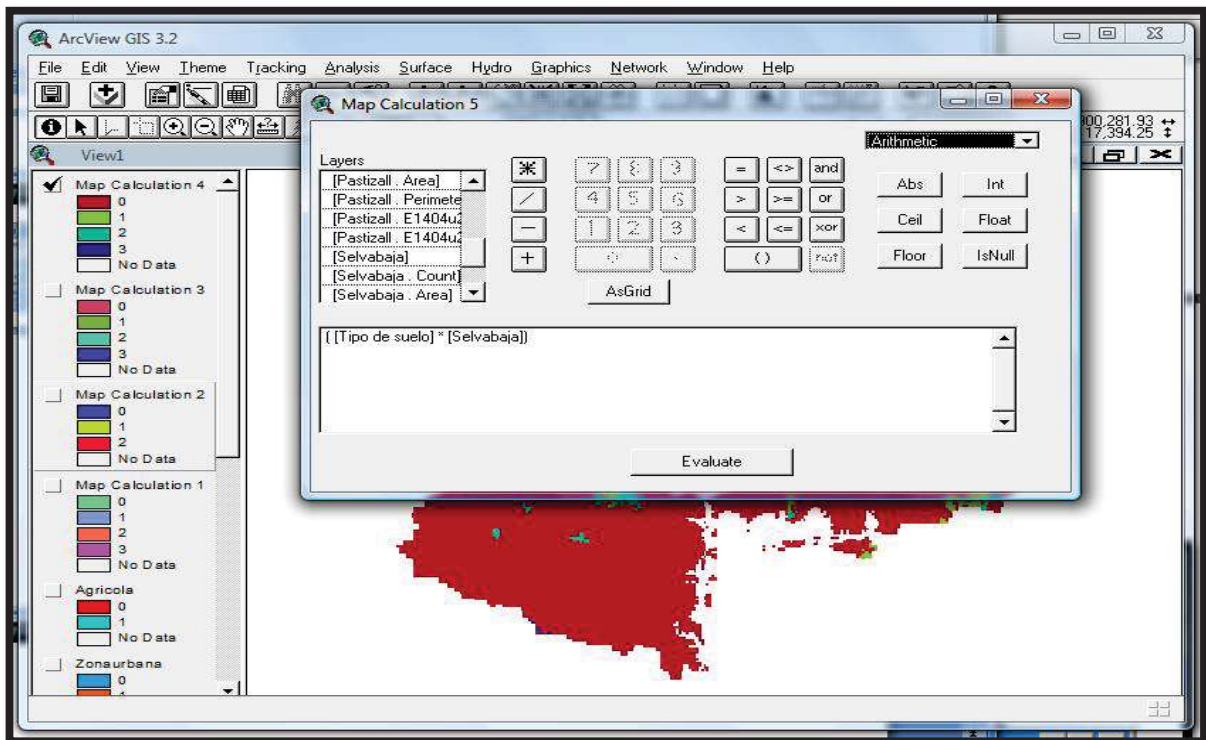 ArcView GIS 3.2
File Edit View Theme Tracking Analysis Surface Hydro Graphics Network Window Help
17,394.25
View1
Map Calculation 4
0
1
2
3
No Data
Map Calculation 3
0
1
2
3
No Data
Map Calculation 2
0
1
2
No Data
Map Calculation 1
0
1
2
3
No Data
Agricola
0
1
No Data
Zonaurbana
0
Map Calculation 5
Layers
[Pastizall . Area]
[Pastizall . Perimete
[Pastizall . E1404u2
[Pastizall . E1404u2
[Selvabaja]
[Selvabaja . Count]
[Selvabaja . Area]
* 7 8 9 = <> and
/ 4 5 6 > >= or
- 1 2 3 < <= xor
+ 0 . ( ) not
AsGrid
Arithmetic
Abs Int
Ceil Float
Floor IsNull
( [Tipo de suelo] * [Selvabaja])
Evaluate